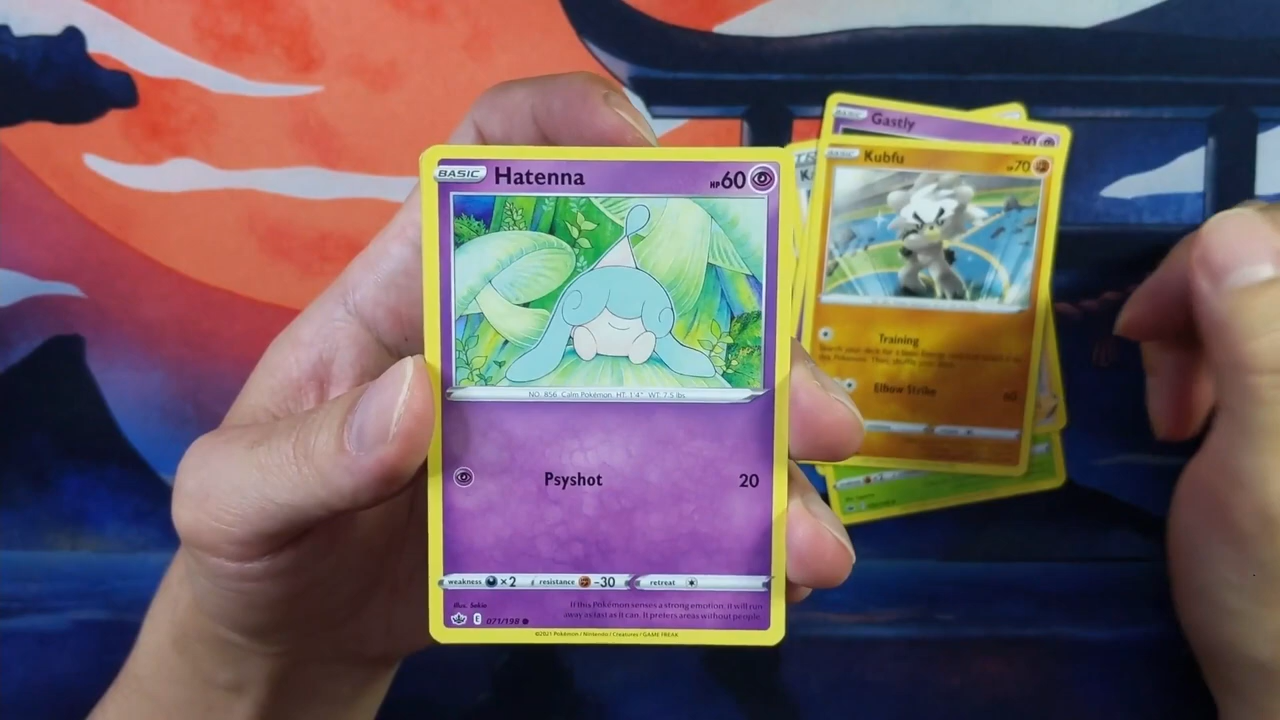 BASIC Hatenna HP60
NO. 856 Calm Pokémon HT: 1'4" WT: 7.5 lbs.
Psyshot 20
weakness ×2 resistance -30 retreat
illus. Sekio
If this Pokémon senses a strong emotion, it will run
away as fast as it can. It prefers areas without people.
E 071/198
©2021 Pokémon / Nintendo / Creatures / GAME FREAK
BASIC Gastly 50
BASIC Kubfu HP70
Training
Elbow Strike 60